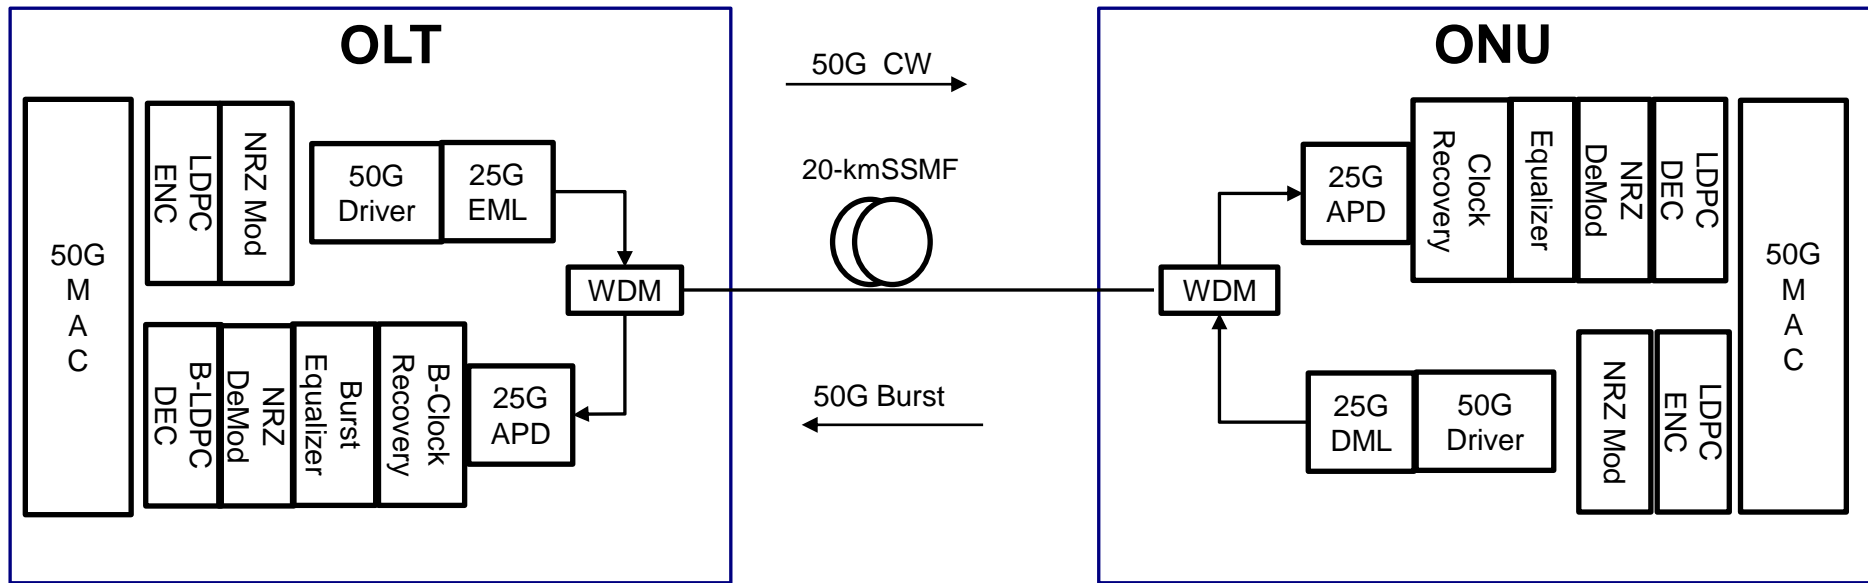 OLT
ONU
50G  CW
20-kmSSMF
50G Burst
50G
M
A
C
LDPC
ENC
NRZ Mod
50G
Driver
25G
EML
WDM
B-LDPC
DEC
NRZ
DeMod
Burst
Equalizer
B-Clock
Recovery
25G
APD
WDM
25G
APD
Clock
Recovery
Equalizer
NRZ
DeMod
LDPC
DEC
50G
M
A
C
25G
DML
50G
Driver
NRZ Mod
LDPC
ENC